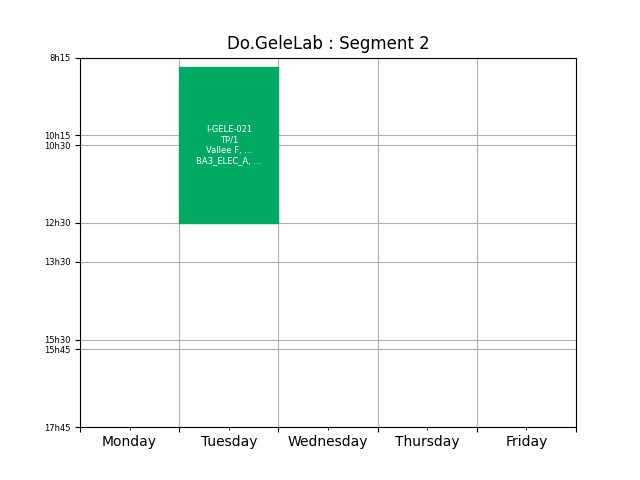 Do.GeleLab : Segment 2
8h15
10h15
10h30
12h30
13h30
15h30
15h45
17h45
I-GELE-021
TP/1
Vallee F, ...
BA3_ELEC_A, ...
Monday Tuesday Wednesday Thursday Friday